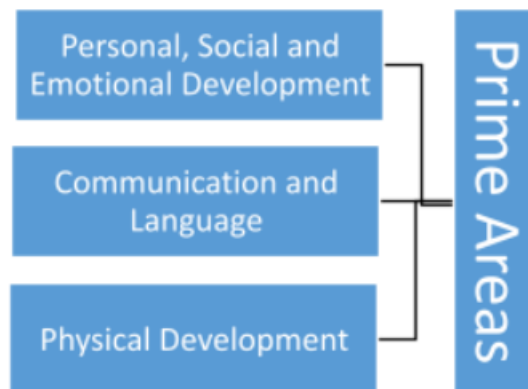 Personal, Social and
Emotional Development
Communication and
Language
Physical Development
Prime Areas